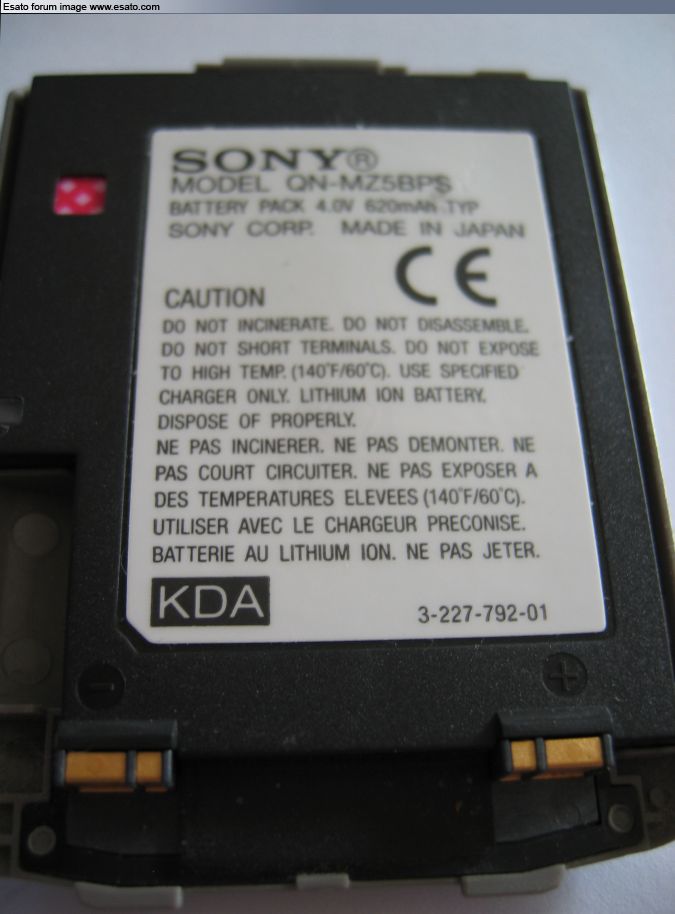 Esato forum image www.esato.com
SONY®
MODEL QN-MZ5BPS
BATTERY PACK 4.0V 620mAh TYP
SONY CORP. MADE IN JAPAN
CE
CAUTION
DO NOT INCINERATE. DO NOT DISASSEMBLE.
DO NOT SHORT TERMINALS. DO NOT EXPOSE
TO HIGH TEMP. (140°F/60°C). USE SPECIFIED
CHARGER ONLY. LITHIUM ION BATTERY.
DISPOSE OF PROPERLY.
NE PAS INCINERER. NE PAS DEMONTER. NE
PAS COURT CIRCUITER. NE PAS EXPOSER A
DES TEMPERATURES ELEVEES (140°F/60°C).
UTILISER AVEC LE CHARGEUR PRECONISE.
BATTERIE AU LITHIUM ION. NE PAS JETER.
KDA 3-227-792-01
- +